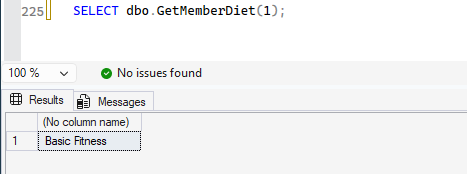 225 SELECT dbo.GetMemberDiet(1);
100 % No issues found
Results Messages
(No column name)
1 Basic Fitness